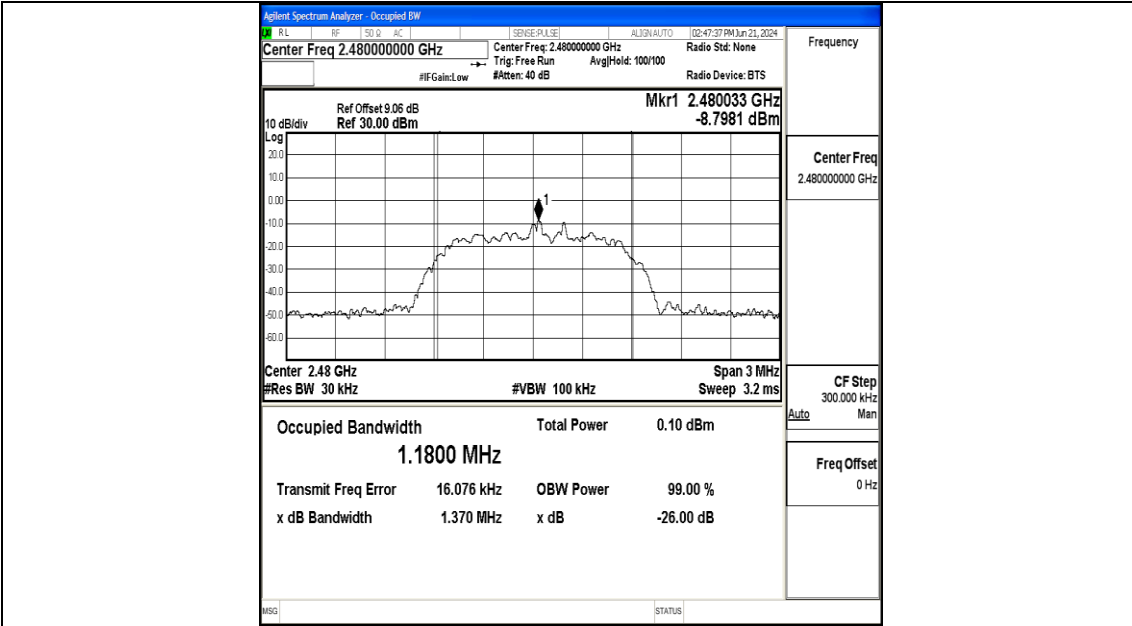 Agilent Spectrum Analyzer - Occupied BW
LXI RL RF 50 Ω AC SENSE:PULSE ALIGN AUTO 02:47:37 PM Jun 21, 2024
Center Freq 2.480000000 GHz
Center Freq: 2.480000000 GHz
Radio Std: None
Trig: Free Run Avg|Hold: 100/100
#IFGain:Low #Atten: 40 dB Radio Device: BTS
Frequency
Mkr1 2.480033 GHz
-8.7981 dBm
Ref Offset 9.06 dB
10 dB/div Ref 30.00 dBm
Log
20.0
10.0
0.00
-10.0
-20.0
-30.0
-40.0
-50.0
-60.0
1
Center 2.48 GHz Span 3 MHz
#Res BW 30 kHz #VBW 100 kHz Sweep 3.2 ms
Occupied Bandwidth Total Power 0.10 dBm
1.1800 MHz
Transmit Freq Error 16.076 kHz OBW Power 99.00 %
x dB Bandwidth 1.370 MHz x dB -26.00 dB
Center Freq
2.480000000 GHz
CF Step
300.000 kHz
Auto Man
Freq Offset
0 Hz
MSG STATUS